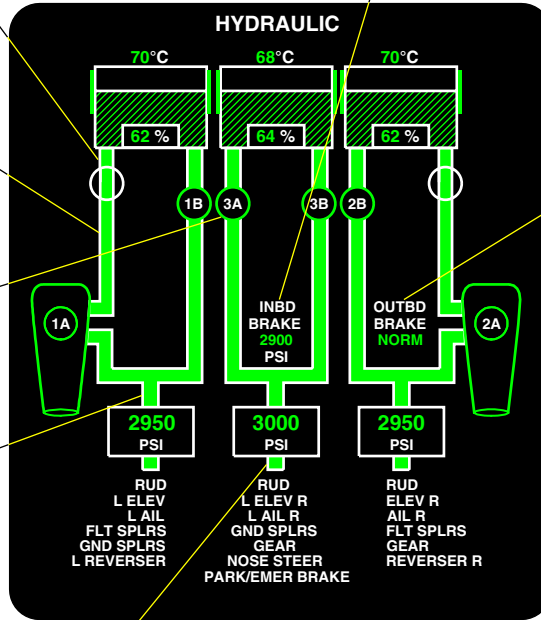 HYDRAULIC
70°C 68°C 70°C
62 % 64 % 62 %
1B 3A 3B 2B
INBD
BRAKE
2900
PSI
OUTBD
BRAKE
NORM
1A 2A
2950
PSI
3000
PSI
2950
PSI
RUD
L ELEV
L AIL
FLT SPLRS
GND SPLRS
L REVERSER
RUD
L ELEV R
L AIL R
GND SPLRS
GEAR
NOSE STEER
PARK/EMER BRAKE
RUD
ELEV R
AIL R
FLT SPLRS
GEAR
REVERSER R